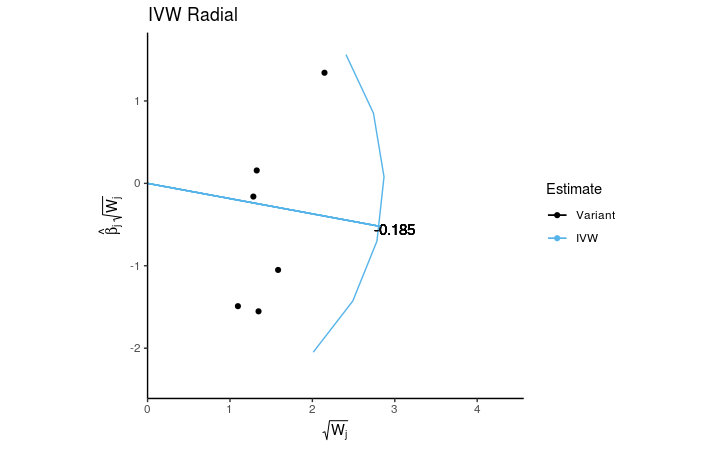 IVW Radial
1
0
-1
-2
β̂ⱼ√Wⱼ
-0.185
0 1 2 3 4
√Wⱼ
Estimate
Variant
IVW